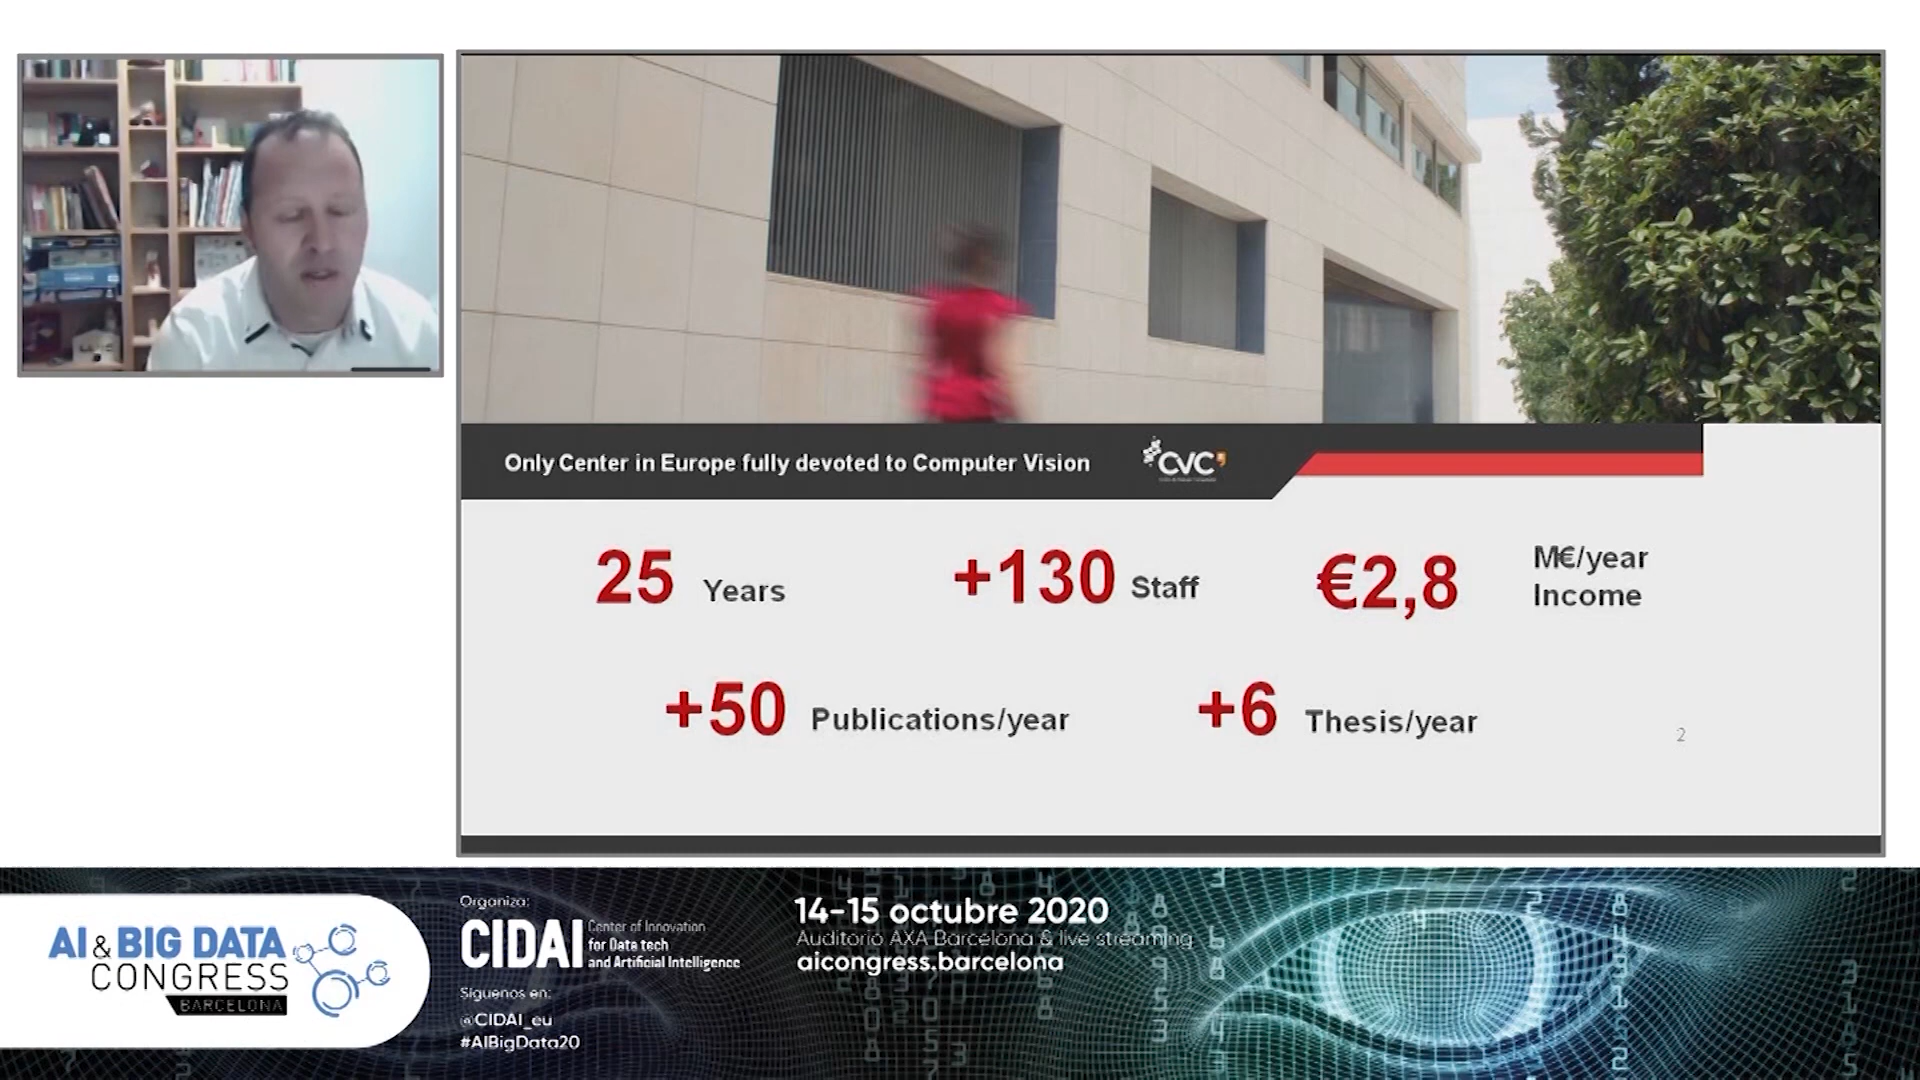 Only Center in Europe fully devoted to Computer Vision
CVC
25 Years
+130 Staff
€2,8
M€/year
Income
+50 Publications/year
+6 Thesis/year
2
AI & BIG DATA
CONGRESS
BARCELONA
Organiza:
CIDAI
Center of Innovation
for Data tech
and Artificial Intelligence
Síguenos en:
@CIDAI_eu
#AIBigData20
14-15 octubre 2020
Auditorio AXA Barcelona & live streaming
aicongress.barcelona